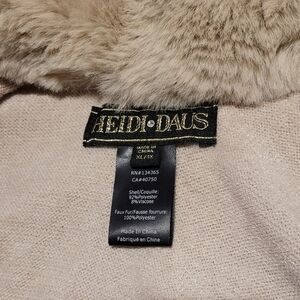 HEIDI • DAUS
MADE IN
CHINA
XL/1X
RN#134365
CA#40750
Shell/Coquille:
92%Polyester
8%Viscose
Faux Fur/Fausse fourrure:
100%Polyester
Made In China
Fabriqué en Chine